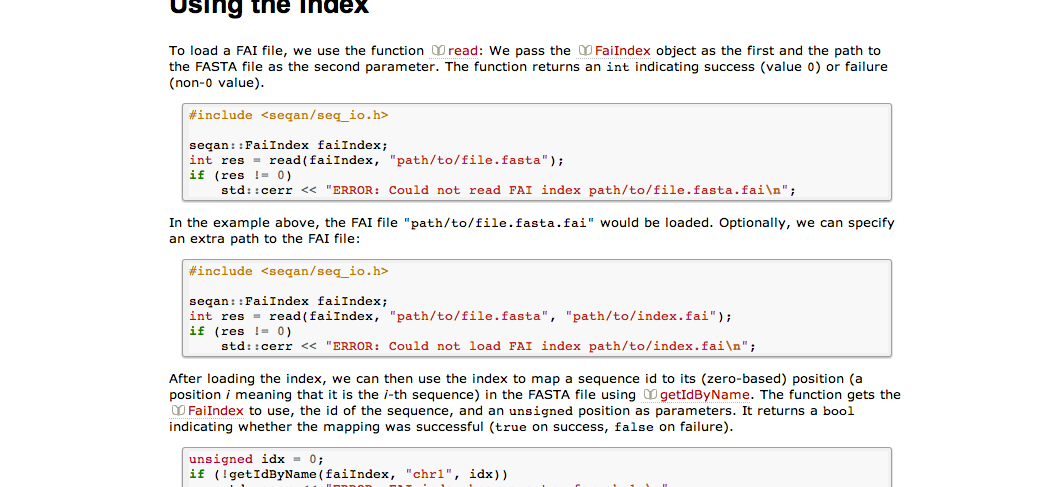 Using the Index
To load a FAI file, we use the function read: We pass the FaiIndex object as the first and the path to
the FASTA file as the second parameter. The function returns an int indicating success (value 0) or failure
(non-0 value).
#include <seqan/seq_io.h>
seqan::FaiIndex faiIndex;
int res = read(faiIndex, "path/to/file.fasta");
if (res != 0)
    std::cerr << "ERROR: Could not read FAI index path/to/file.fasta.fai\n";
In the example above, the FAI file "path/to/file.fasta.fai" would be loaded. Optionally, we can specify
an extra path to the FAI file:
#include <seqan/seq_io.h>
seqan::FaiIndex faiIndex;
int res = read(faiIndex, "path/to/file.fasta", "path/to/index.fai");
if (res != 0)
    std::cerr << "ERROR: Could not load FAI index path/to/index.fai\n";
After loading the index, we can then use the index to map a sequence id to its (zero-based) position (a
position i meaning that it is the i-th sequence) in the FASTA file using getIdByName. The function gets the
FaiIndex to use, the id of the sequence, and an unsigned position as parameters. It returns a bool
indicating whether the mapping was successful (true on success, false on failure).
unsigned idx = 0;
if (!getIdByName(faiIndex, "chr1", idx))